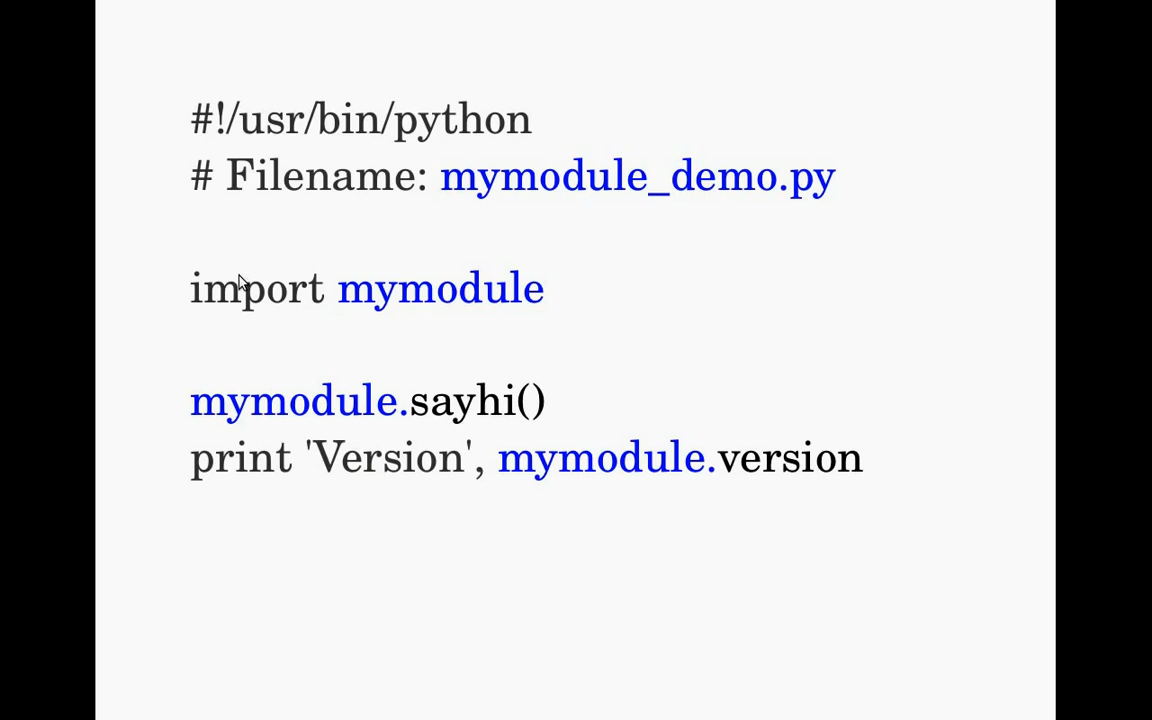 #!/usr/bin/python
# Filename: mymodule_demo.py
import mymodule
mymodule.sayhi()
print 'Version', mymodule.version